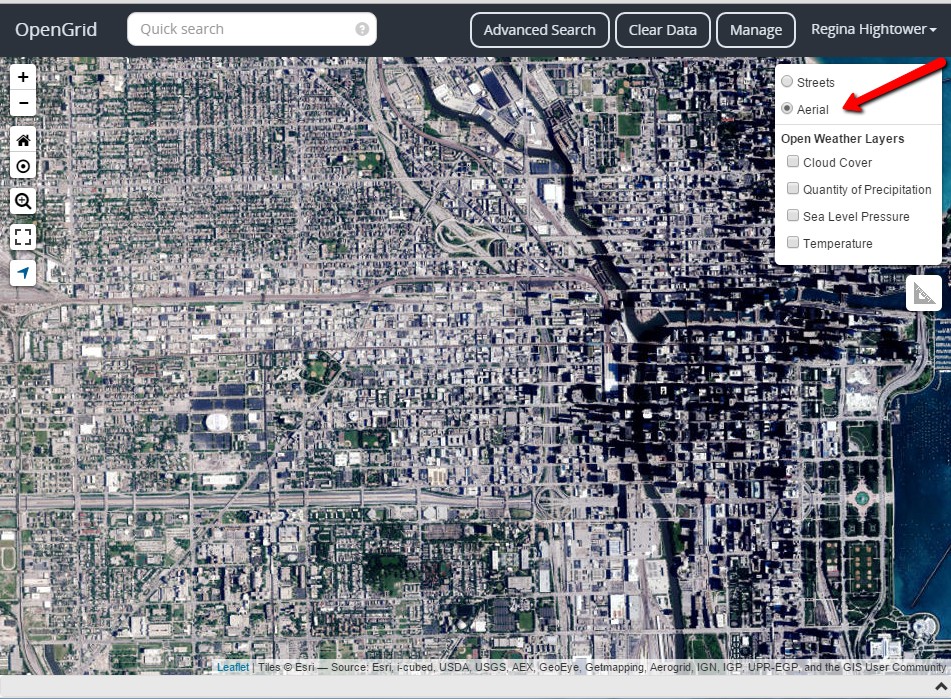 OpenGrid Quick search ? Advanced Search Clear Data Manage Regina Hightower
+
−
Streets
Aerial
Open Weather Layers
Cloud Cover
Quantity of Precipitation
Sea Level Pressure
Temperature
Leaflet | Tiles © Esri — Source: Esri, i-cubed, USDA, USGS, AEX, GeoEye, Getmapping, Aerogrid, IGN, IGP, UPR-EGP, and the GIS User Community